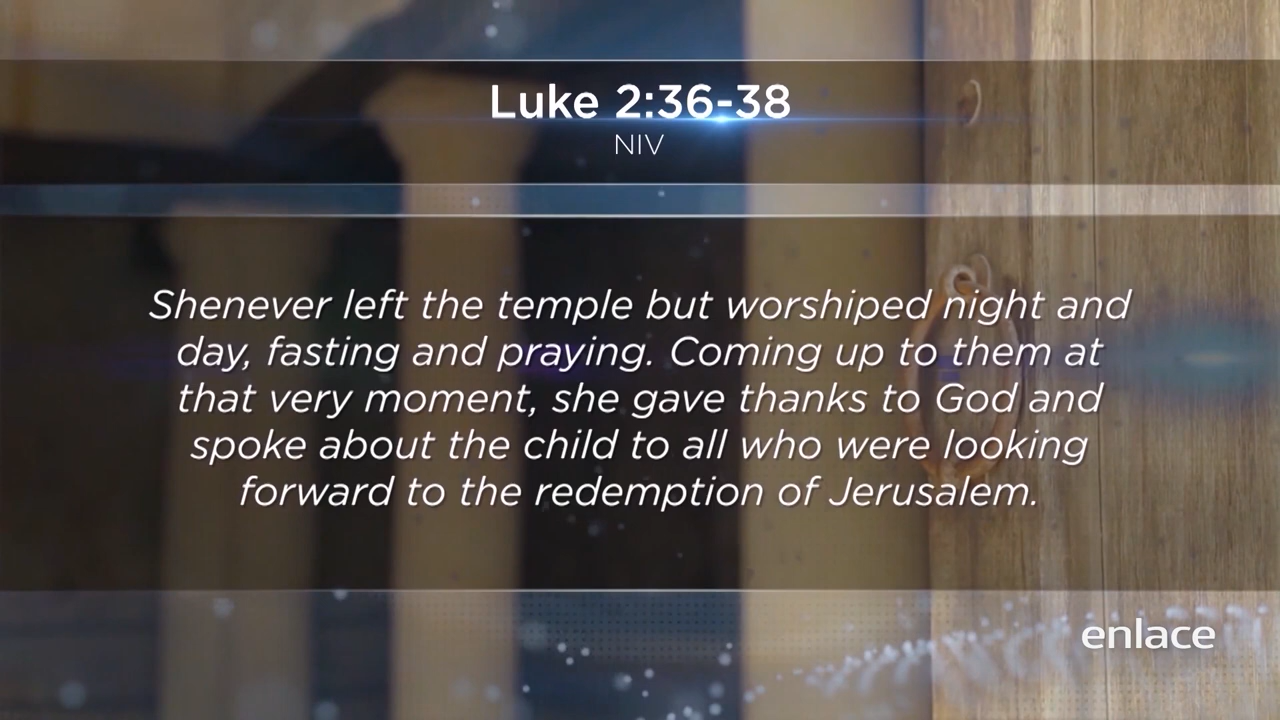 Luke 2:36-38
NIV
Shenever left the temple but worshiped night and
day, fasting and praying. Coming up to them at
that very moment, she gave thanks to God and
spoke about the child to all who were looking
forward to the redemption of Jerusalem.
enlace